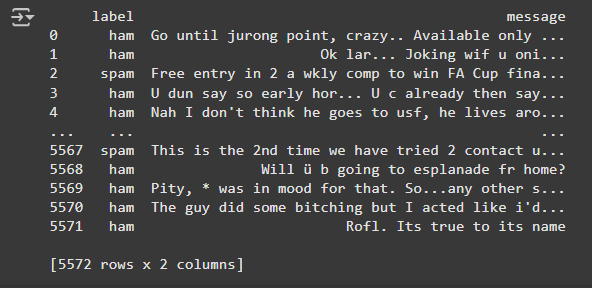 label message
0 ham Go until jurong point, crazy.. Available only ...
1 ham Ok lar... Joking wif u oni...
2 spam Free entry in 2 a wkly comp to win FA Cup fina...
3 ham U dun say so early hor... U c already then say...
4 ham Nah I don't think he goes to usf, he lives aro...
... ... ...
5567 spam This is the 2nd time we have tried 2 contact u...
5568 ham Will ü b going to esplanade fr home?
5569 ham Pity, * was in mood for that. So...any other s...
5570 ham The guy did some bitching but I acted like i'd...
5571 ham Rofl. Its true to its name
[5572 rows x 2 columns]